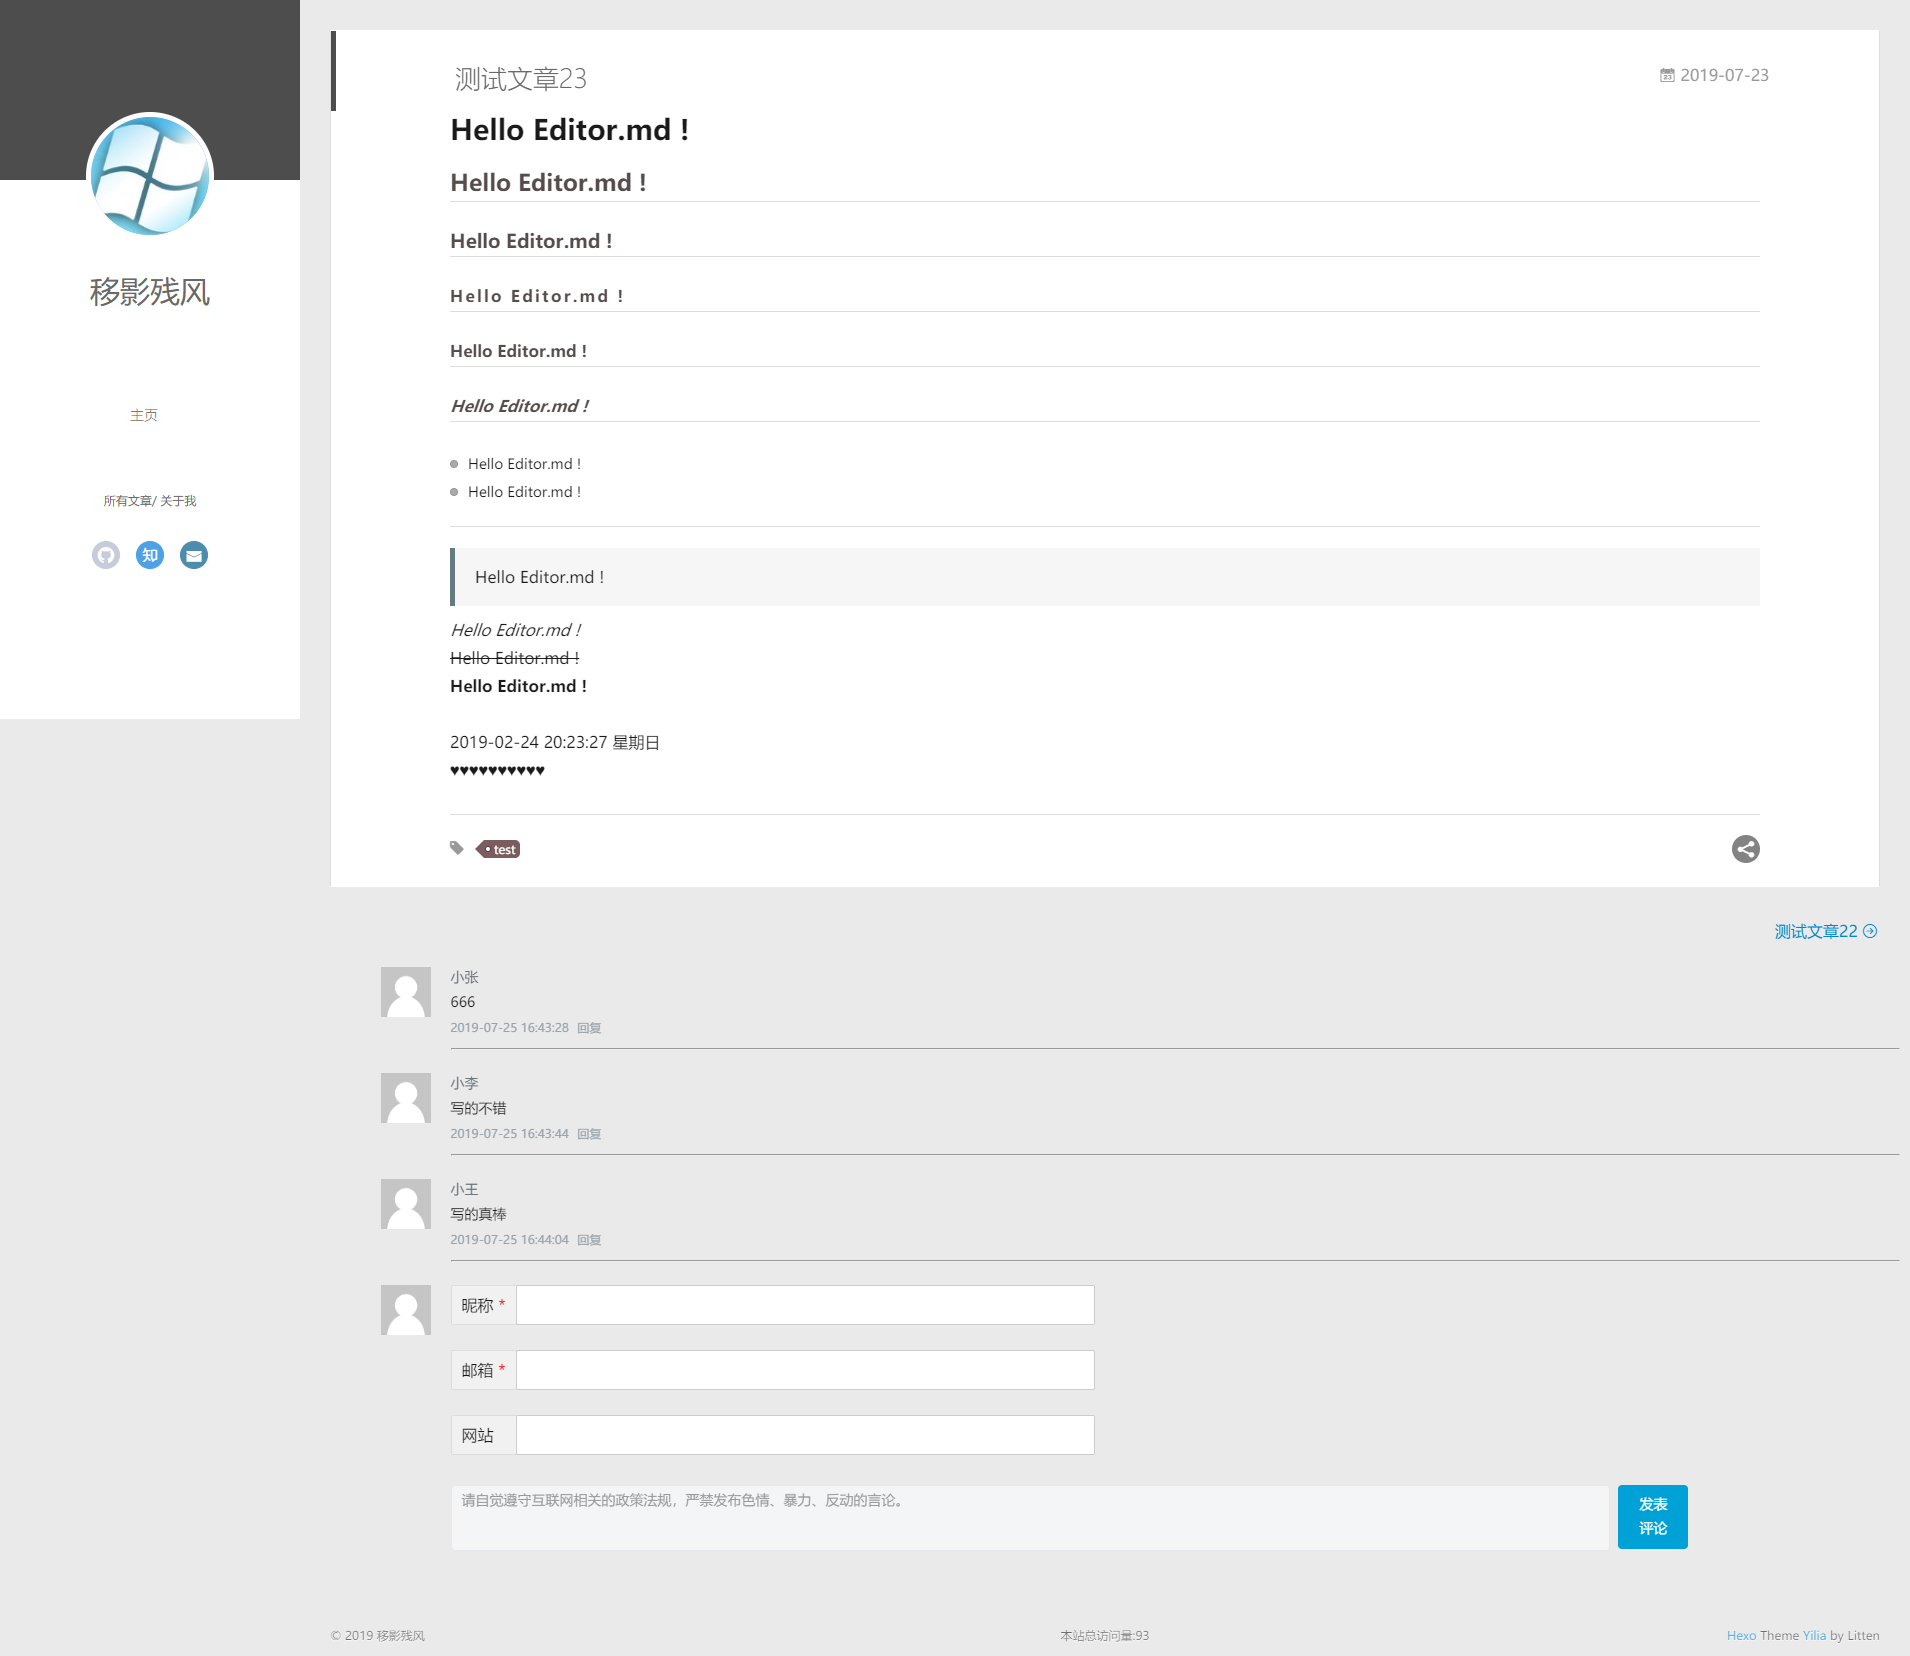 移影残风
主页
所有文章/ 关于我
知
测试文章23
2019-07-23
Hello Editor.md !
Hello Editor.md !
Hello Editor.md !
Hello Editor.md !
Hello Editor.md !
Hello Editor.md !
Hello Editor.md !
Hello Editor.md !
Hello Editor.md !
Hello Editor.md !
Hello Editor.md !
Hello Editor.md !
2019-02-24 20:23:27 星期日
♥♥♥♥♥♥♥♥♥♥
test
测试文章22
小张
666
2019-07-25 16:43:28 回复
小李
写的不错
2019-07-25 16:43:44 回复
小王
写的真棒
2019-07-25 16:44:04 回复
昵称 *
邮箱 *
网站
请自觉遵守互联网相关的政策法规，严禁发布色情、暴力、反动的言论。
发表
评论
© 2019 移影残风
本站总访问量:93
Hexo Theme Yilia by Litten